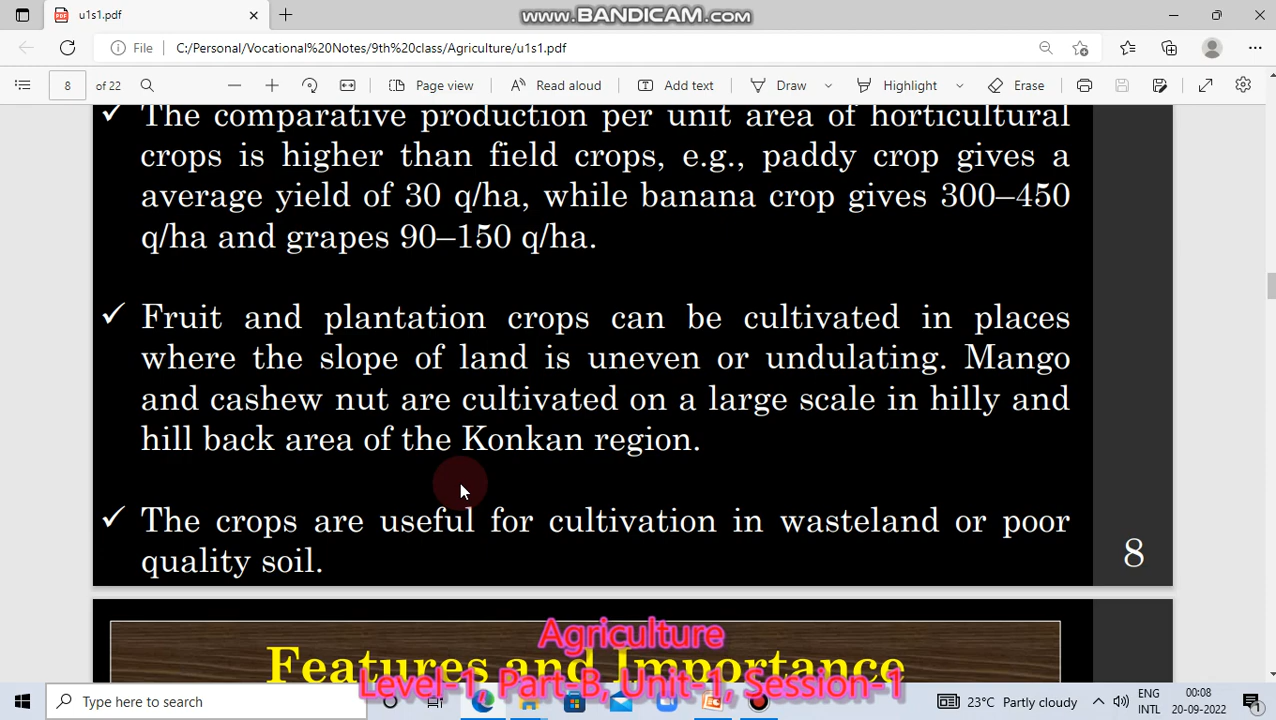 u1s1.pdf
www.BANDICAM.com
File C:/Personal/Vocational%20Notes/9th%20class/Agriculture/u1s1.pdf
8 of 22 Page view Read aloud Add text Draw Highlight Erase
✓ The comparative production per unit area of horticultural
crops is higher than field crops, e.g., paddy crop gives a
average yield of 30 q/ha, while banana crop gives 300–450
q/ha and grapes 90–150 q/ha.
✓ Fruit and plantation crops can be cultivated in places
where the slope of land is uneven or undulating. Mango
and cashew nut are cultivated on a large scale in hilly and
hill back area of the Konkan region.
✓ The crops are useful for cultivation in wasteland or poor
quality soil.
8
Agriculture
Features and Importance
Level-1, Part-B, Unit-1, Session-1
Type here to search
23°C Partly cloudy
ENG
INTL
00:08
20-09-2022
1